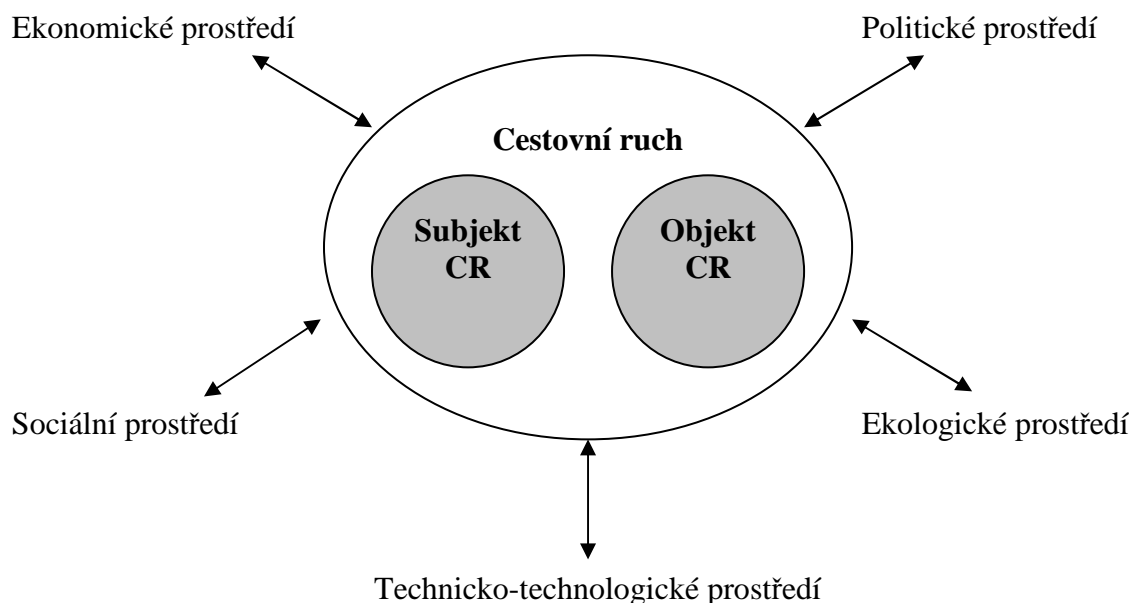 Ekonomické prostředí
Politické prostředí
Cestovní ruch
Subjekt
CR
Objekt
CR
Sociální prostředí
Ekologické prostředí
Technicko-technologické prostředí